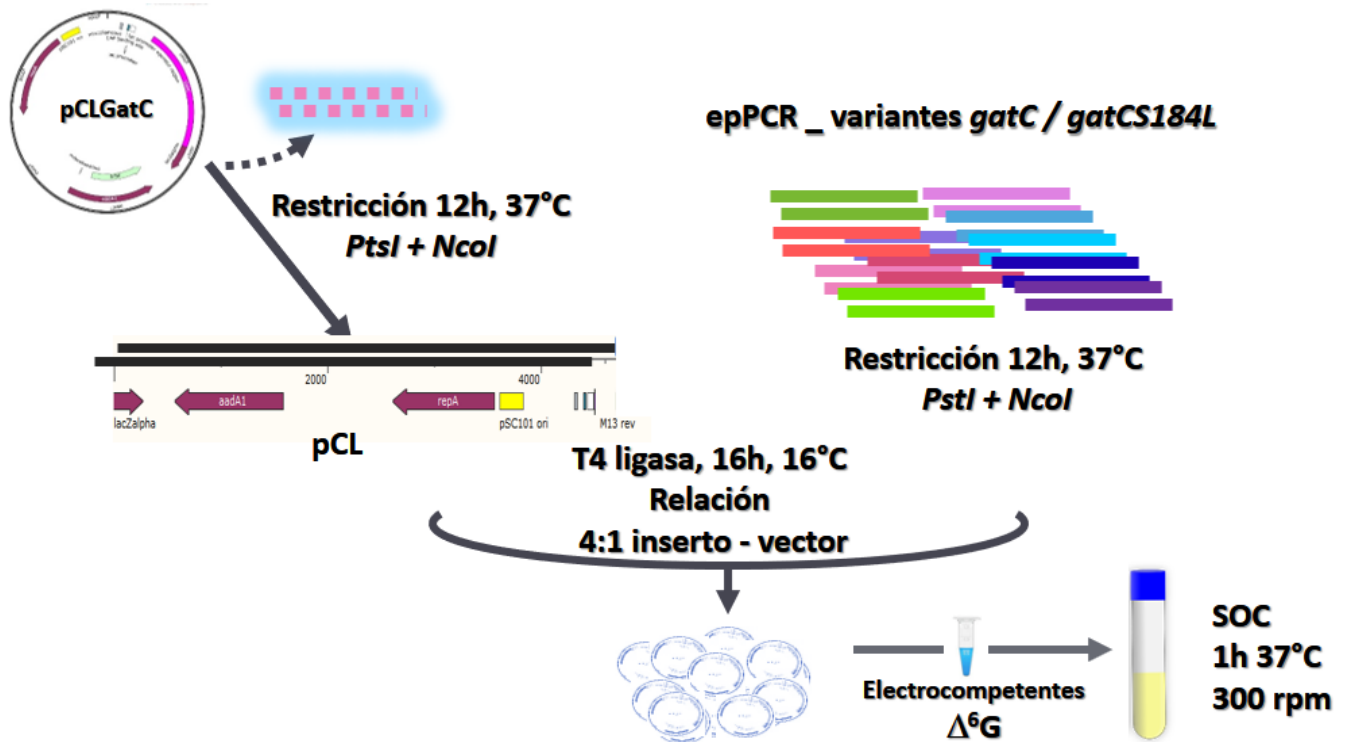 pCLGatC
epPCR _ variantes gatC / gatCS184L
Restricción 12h, 37°C
PtsI + NcoI
Restricción 12h, 37°C
PstI + NcoI
2000
4000
aadA1
repA
lacZalpha
pSC101 ori
M13 rev
pCL
T4 ligasa, 16h, 16°C
Relación
4:1 inserto - vector
Electrocompetentes
Δ⁶G
SOC
1h 37°C
300 rpm